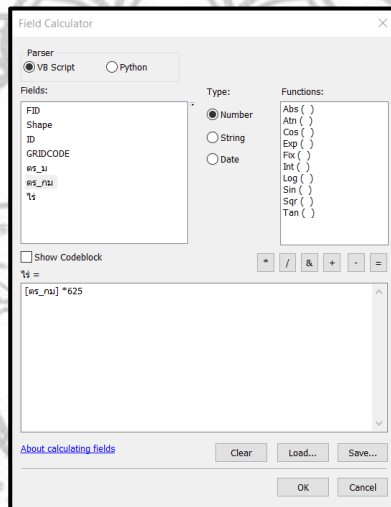 Field Calculator
Parser
VB Script Python
Fields: Type: Functions:
FID
Shape
ID
GRIDCODE
ตร_ม
ตร_กม
ไร่
Number
String
Date
Abs ( )
Atn ( )
Cos ( )
Exp ( )
Fix ( )
Int ( )
Log ( )
Sin ( )
Sqr ( )
Tan ( )
Show Codeblock
* / & + - =
ไร่ =
[ตร_กม] *625
About calculating fields
Clear Load... Save...
OK Cancel